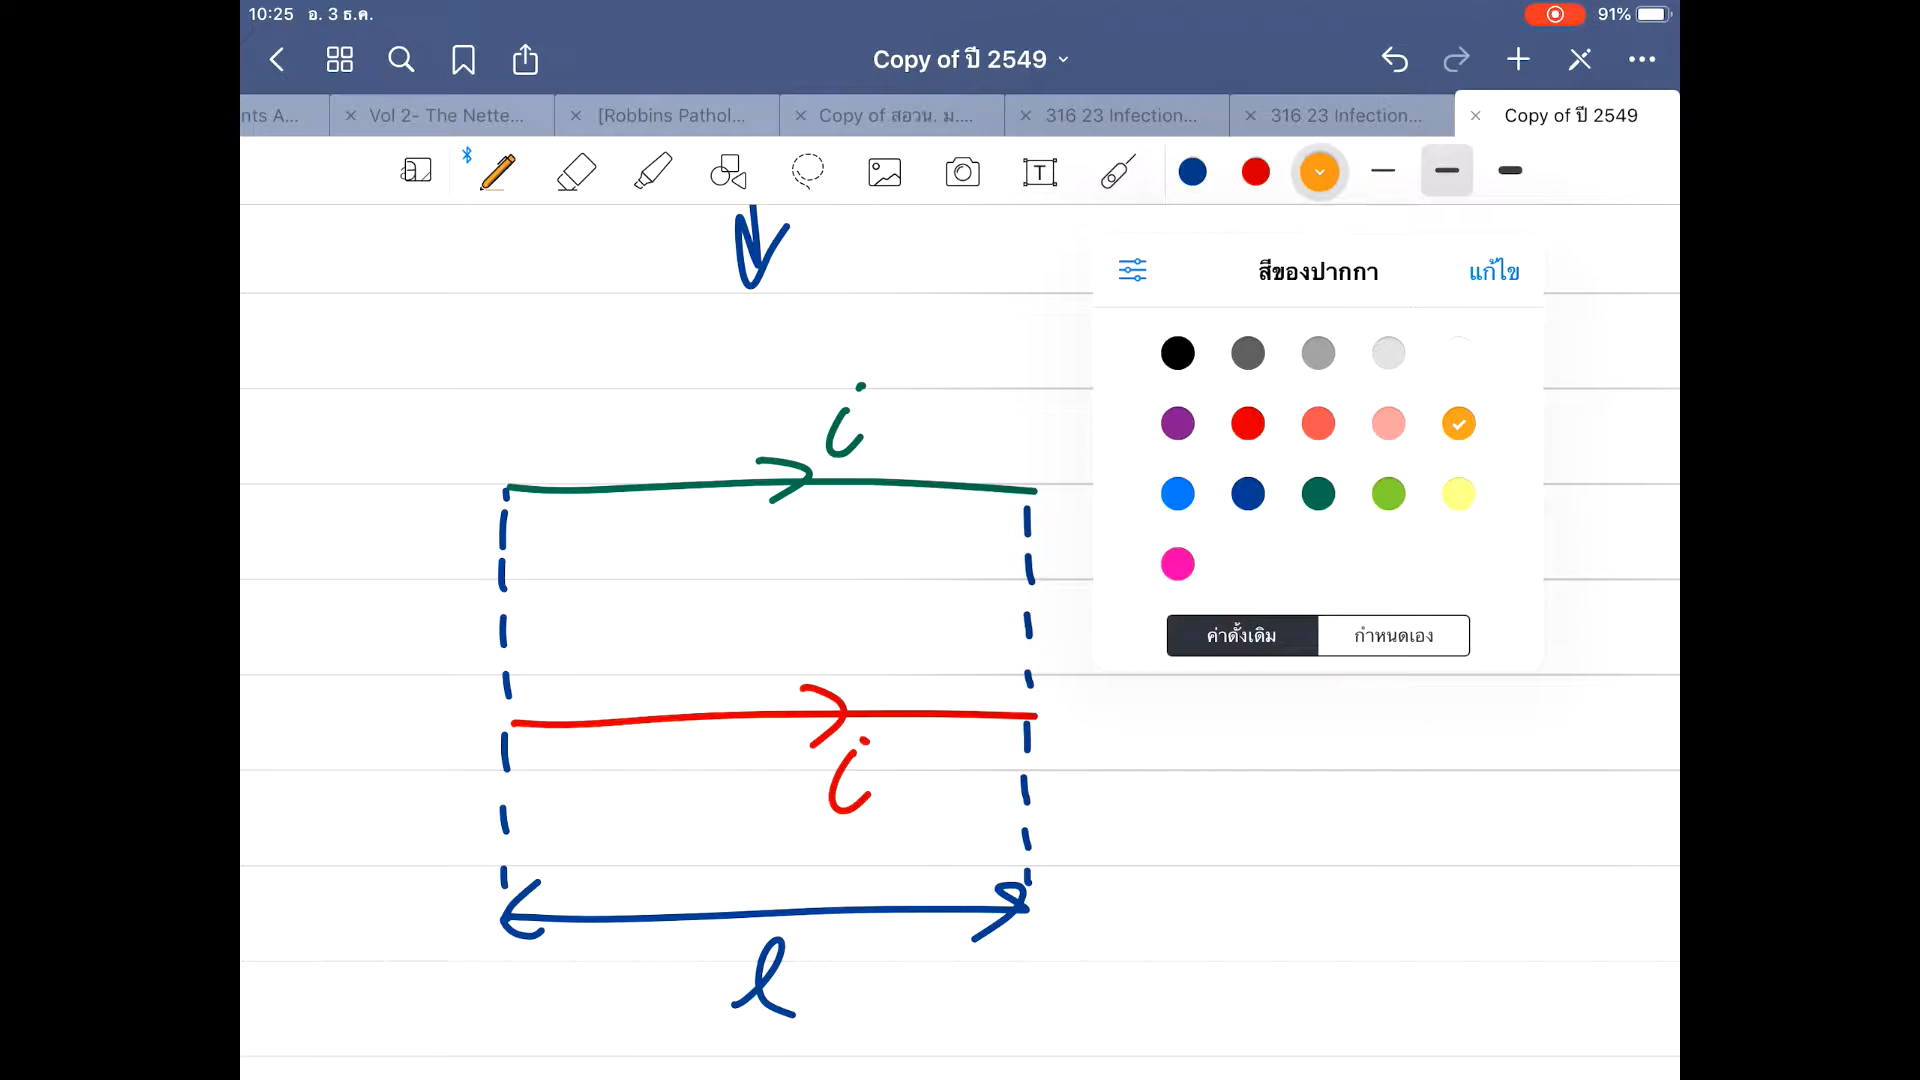 10:25 อ. 3 ธ.ค.
91%
Copy of ปี 2549
nts A...
Vol 2- The Nette...
[Robbins Pathol...
Copy of สอวน. ม....
316 23 Infection...
316 23 Infection...
Copy of ปี 2549
T
สีของปากกา
แก้ไข
ค่าดั้งเดิม
กำหนดเอง
i
i
l